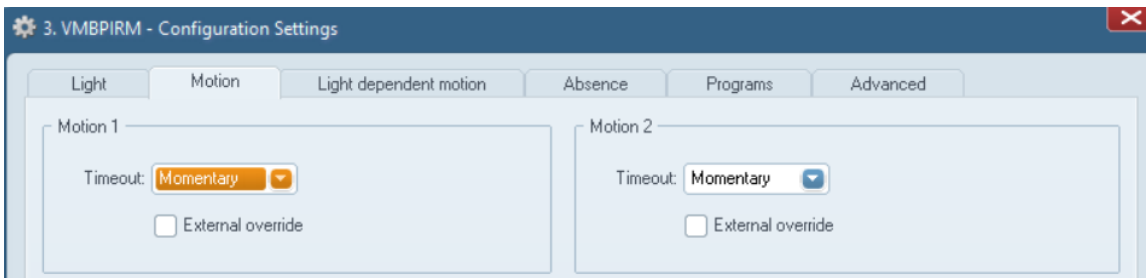 3. VMBPIRM - Configuration Settings
Light Motion Light dependent motion Absence Programs Advanced
Motion 1
Timeout: Momentary
External override
Motion 2
Timeout: Momentary
External override